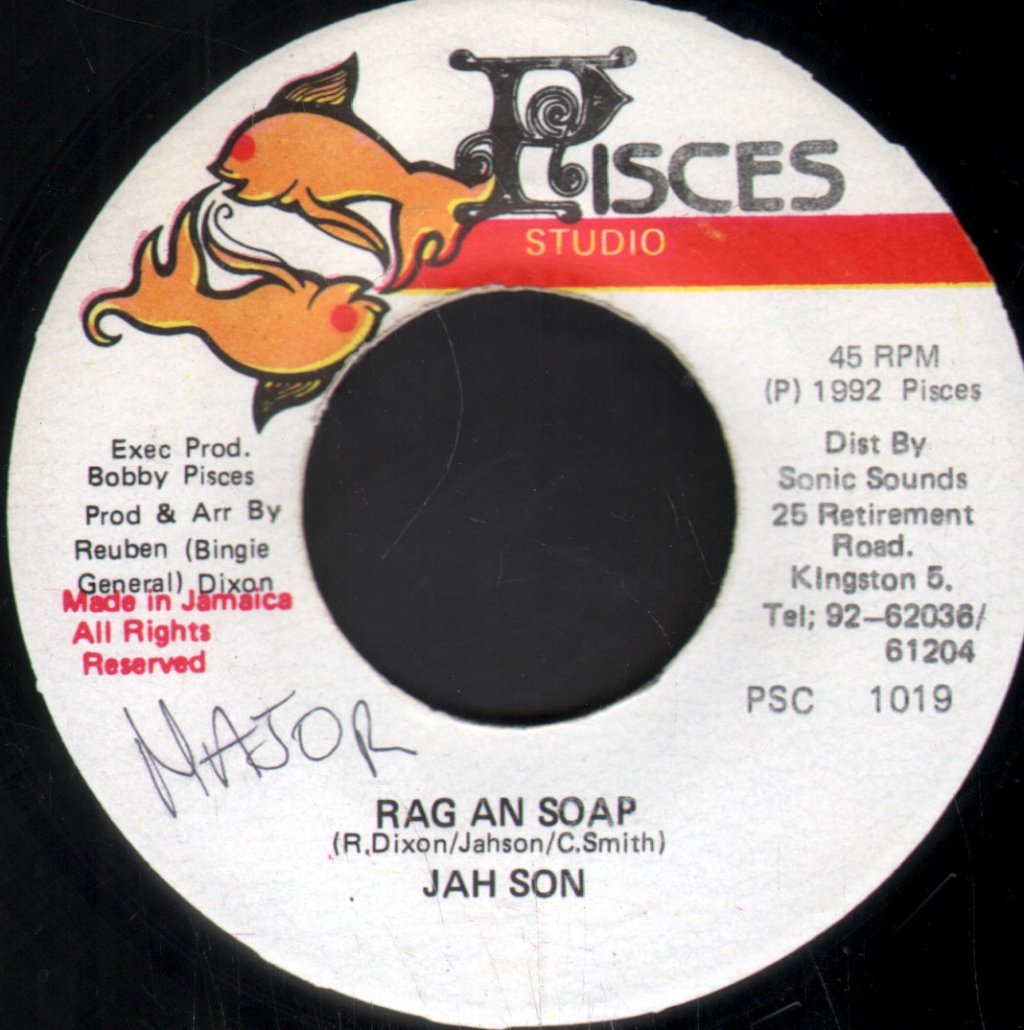 PISCES
STUDIO
45 RPM
(P) 1992 Pisces
Dist By
Sonic Sounds
25 Retirement
Road.
Kingston 5.
Tel; 92-62036/
61204
PSC 1019
Exec Prod.
Bobby Pisces
Prod & Arr By
Reuben (Bingie
General) Dixon
Made in Jamaica
All Rights
Reserved
MAJOR
RAG AN SOAP
(R.Dixon/Jahson/C.Smith)
JAH SON